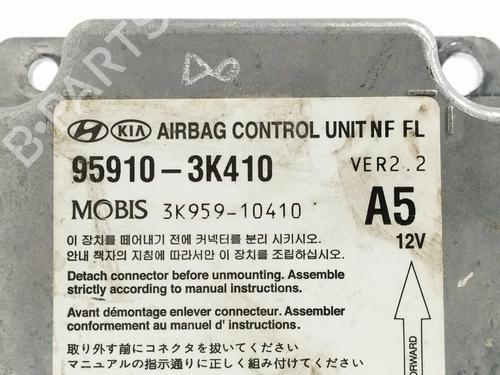 KIA AIRBAG CONTROL UNIT NF FL
95910-3K410 VER2.2
MOBIS 3K959-10410 A5
12V
이 장치를 떼어내기 전에 커넥터를 분리 시키시오.
안내 책자의 지침에 따라서만 이 장치를 조립하십시오.
Detach connector before unmounting. Assemble
strictly according to manual instructions.
Avant démontage enlever connecteur. Assembler
conformement au manuel d' instructions.
取り外す前にコネクタを抜いてください。
マニュアルの指示通りに正しく組み付けてください
FORWARD
B-PARTS